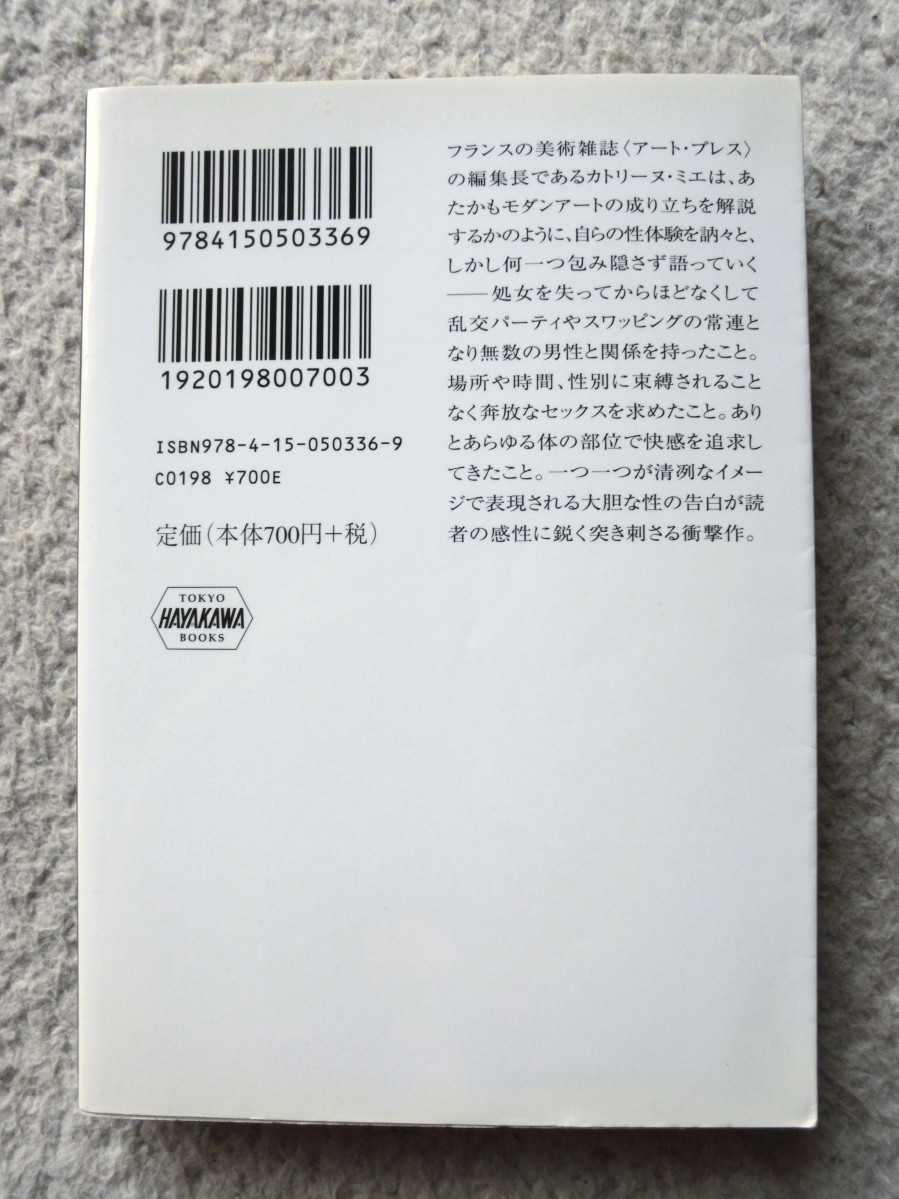 9784150503369
1920198007003
ISBN978-4-15-050336-9
C0198 ¥700E
定価(本体700円+税)
TOKYO
HAYAKAWA
BOOKS
フランスの美術雑誌〈アート・プレス〉
の編集長であるカトリーヌ・ミエは、あ
たかもモダンアートの成り立ちを解説
するかのように、自らの性体験を訥々と、
しかし何一つ包み隠さず語っていく
――処女を失ってからほどなくして
乱交パーティやスワッピングの常連と
なり無数の男性と関係を持ったこと。
場所や時間、性別に束縛されること
なく奔放なセックスを求めたこと。あり
とあらゆる体の部位で快感を追求し
てきたこと。一つ一つが清冽なイメー
ジで表現される大胆な性の告白が読
者の感性に鋭く突き刺さる衝撃作。